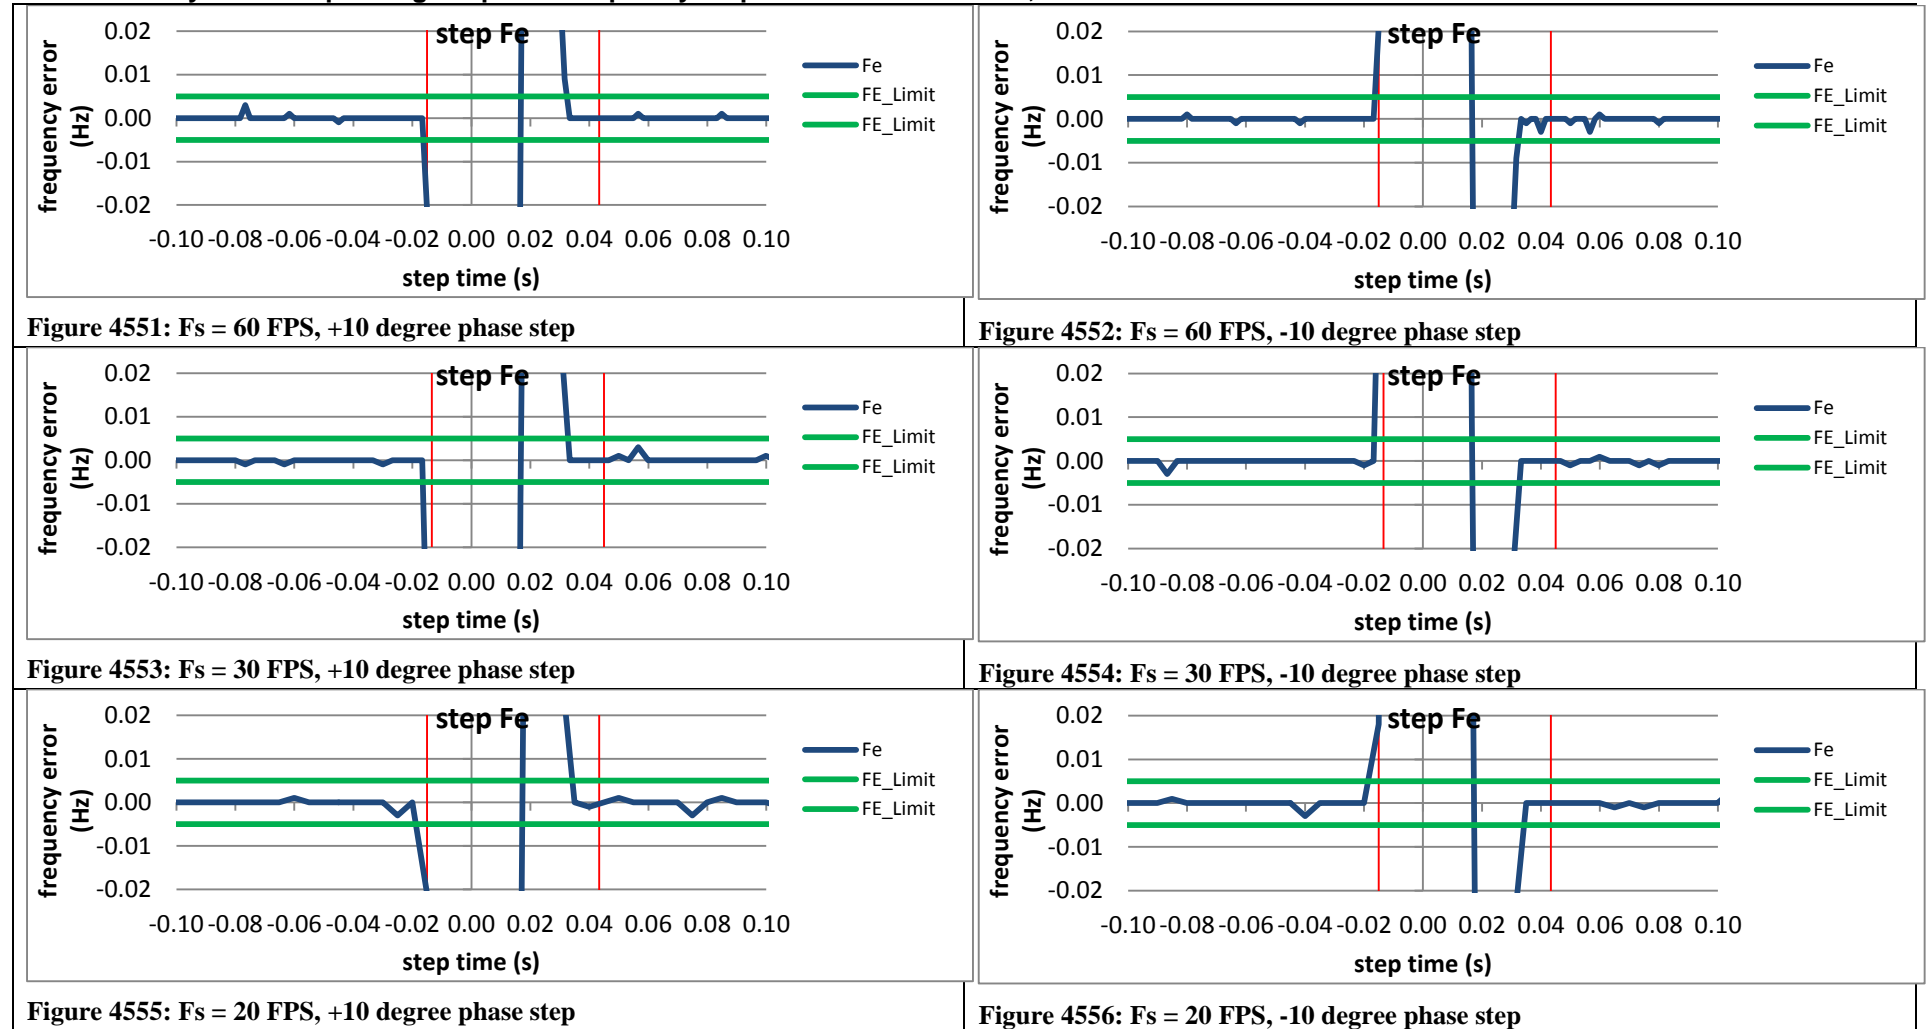 step Fe
frequency error
(Hz)
0.02
0.01
0.00
-0.01
-0.02
-0.10 -0.08 -0.06 -0.04 -0.02 0.00 0.02 0.04 0.06 0.08 0.10
step time (s)
Fe
FE_Limit
FE_Limit
Figure 4551: Fs = 60 FPS, +10 degree phase step
step Fe
frequency error
(Hz)
0.02
0.01
0.00
-0.01
-0.02
-0.10 -0.08 -0.06 -0.04 -0.02 0.00 0.02 0.04 0.06 0.08 0.10
step time (s)
Fe
FE_Limit
FE_Limit
Figure 4552: Fs = 60 FPS, -10 degree phase step
step Fe
frequency error
(Hz)
0.02
0.01
0.00
-0.01
-0.02
-0.10 -0.08 -0.06 -0.04 -0.02 0.00 0.02 0.04 0.06 0.08 0.10
step time (s)
Fe
FE_Limit
FE_Limit
Figure 4553: Fs = 30 FPS, +10 degree phase step
step Fe
frequency error
(Hz)
0.02
0.01
0.00
-0.01
-0.02
-0.10 -0.08 -0.06 -0.04 -0.02 0.00 0.02 0.04 0.06 0.08 0.10
step time (s)
Fe
FE_Limit
FE_Limit
Figure 4554: Fs = 30 FPS, -10 degree phase step
step Fe
frequency error
(Hz)
0.02
0.01
0.00
-0.01
-0.02
-0.10 -0.08 -0.06 -0.04 -0.02 0.00 0.02 0.04 0.06 0.08 0.10
step time (s)
Fe
FE_Limit
FE_Limit
Figure 4555: Fs = 20 FPS, +10 degree phase step
step Fe
frequency error
(Hz)
0.02
0.01
0.00
-0.01
-0.02
-0.10 -0.08 -0.06 -0.04 -0.02 0.00 0.02 0.04 0.06 0.08 0.10
step time (s)
Fe
FE_Limit
FE_Limit
Figure 4556: Fs = 20 FPS, -10 degree phase step